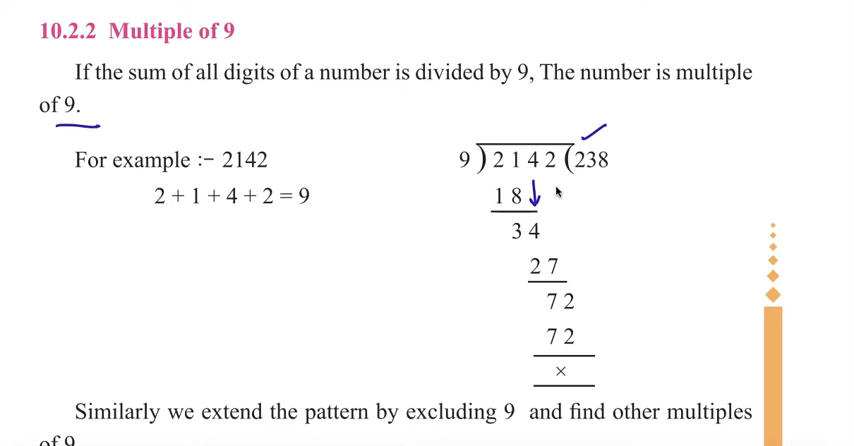 10.2.2 Multiple of 9
If the sum of all digits of a number is divided by 9, The number is multiple
of 9.
For example :− 2142
2 + 1 + 4 + 2 = 9
9 ) 2 1 4 2 ( 238
1 8
3 4
2 7
7 2
7 2
×
Similarly we extend the pattern by excluding 9 and find other multiples
of 9